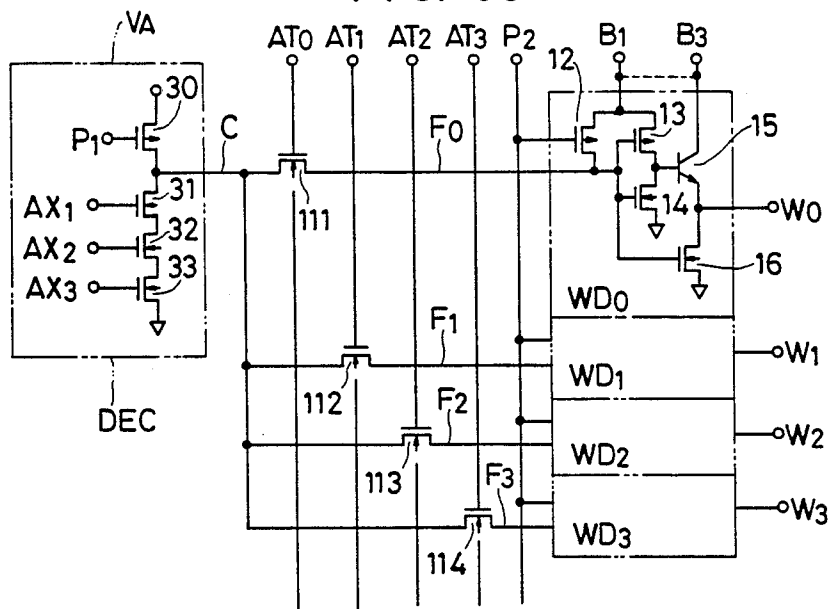 VA
AT0
AT1
AT2
AT3
P2
B1
B3
30
P1
C
F0
12
13
15
31
AX1
111
14
W0
32
AX2
33
AX3
16
WD0
F1
112
WD1
W1
DEC
F2
113
WD2
W2
F3
114
WD3
W3